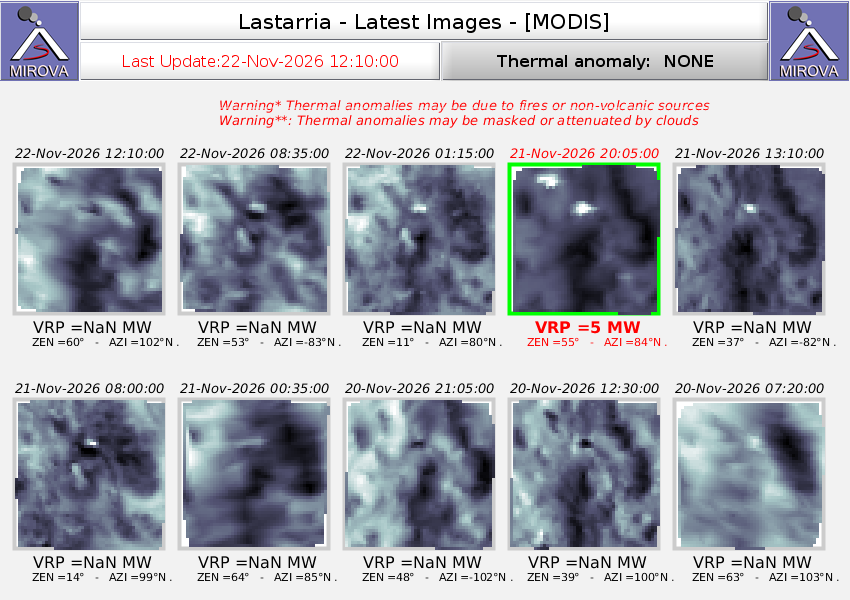 Lastarria - Latest Images - [MODIS]
MIROVA
Last Update:22-Nov-2026 12:10:00
Thermal anomaly: NONE
MIROVA
Warning* Thermal anomalies may be due to fires or non-volcanic sources
Warning**: Thermal anomalies may be masked or attenuated by clouds
22-Nov-2026 12:10:00
22-Nov-2026 08:35:00
22-Nov-2026 01:15:00
21-Nov-2026 20:05:00
21-Nov-2026 13:10:00
VRP =NaN MW
VRP =NaN MW
VRP =NaN MW
VRP =5 MW
VRP =NaN MW
ZEN =60° - AZI =102°N .
ZEN =53° - AZI =-83°N .
ZEN =11° - AZI =80°N .
ZEN =55° - AZI =84°N .
ZEN =37° - AZI =-82°N .
21-Nov-2026 08:00:00
21-Nov-2026 00:35:00
20-Nov-2026 21:05:00
20-Nov-2026 12:30:00
20-Nov-2026 07:20:00
VRP =NaN MW
VRP =NaN MW
VRP =NaN MW
VRP =NaN MW
VRP =NaN MW
ZEN =14° - AZI =99°N .
ZEN =64° - AZI =85°N .
ZEN =48° - AZI =-102°N .
ZEN =39° - AZI =100°N .
ZEN =63° - AZI =103°N .